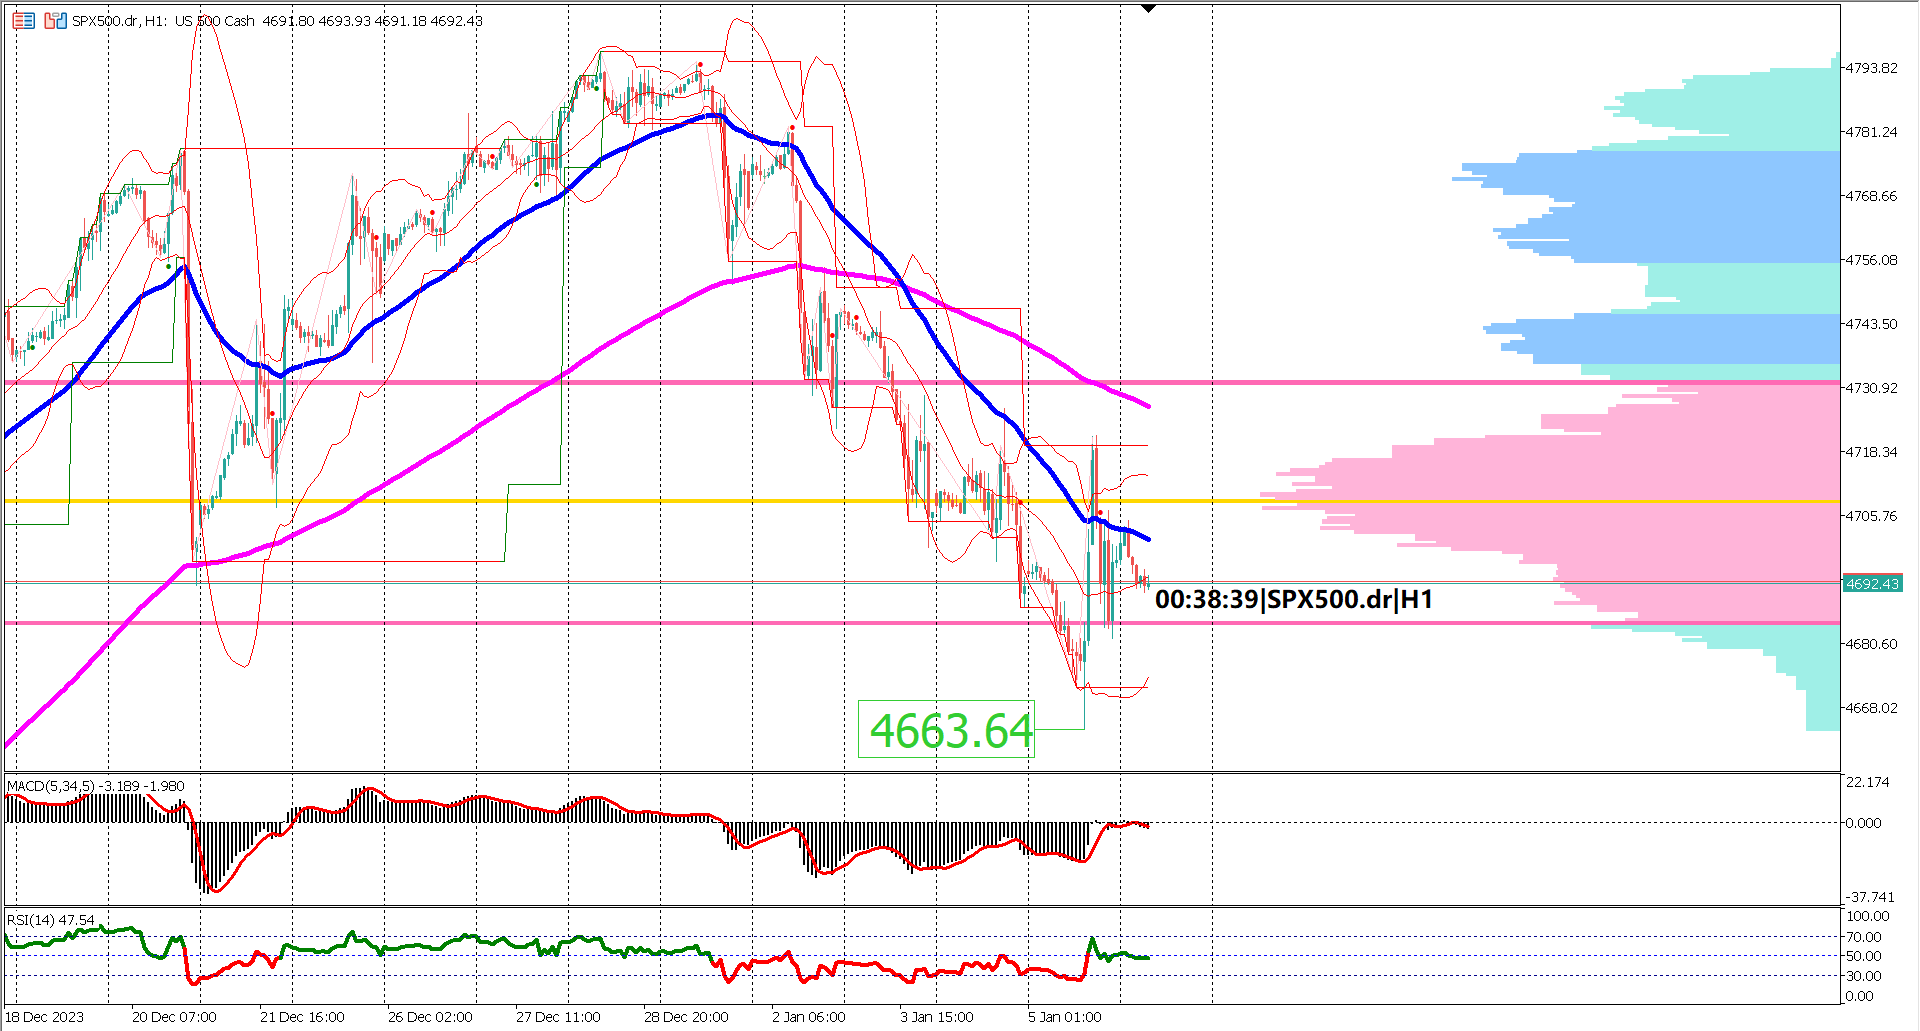 SPX500.dr, H1: US 500 Cash 4691.80 4693.93 4691.18 4692.43
4793.82
4781.24
4768.66
4756.08
4743.50
4730.92
4718.34
4705.76
4692.43
00:38:39|SPX500.dr|H1
4680.60
4668.02
4663.64
MACD(5,34,5) -3.189 -1.980
22.174
0.000
-37.741
RSI(14) 47.54
100.00
70.00
50.00
30.00
0.00
18 Dec 2023
20 Dec 07:00
21 Dec 16:00
26 Dec 02:00
27 Dec 11:00
28 Dec 20:00
2 Jan 06:00
3 Jan 15:00
5 Jan 01:00